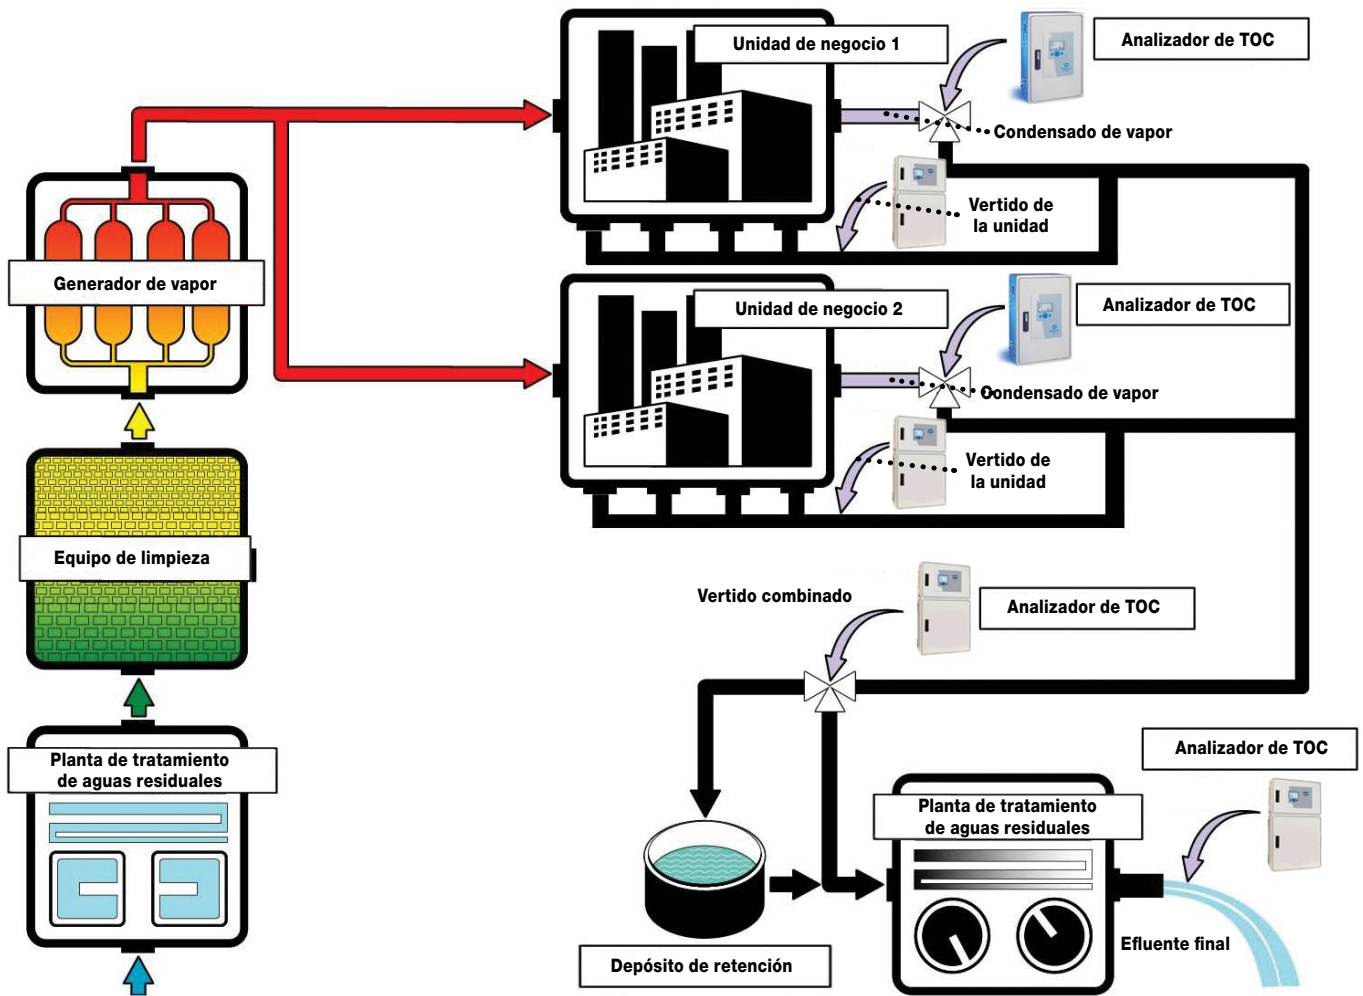 Unidad de negocio 1
Analizador de TOC
Condensado de vapor
Vertido de
la unidad
Generador de vapor
Unidad de negocio 2
Analizador de TOC
Condensado de vapor
Vertido de
la unidad
Equipo de limpieza
Vertido combinado
Analizador de TOC
Planta de tratamiento
de aguas residuales
Analizador de TOC
Planta de tratamiento
de aguas residuales
Efluente final
Depósito de retención